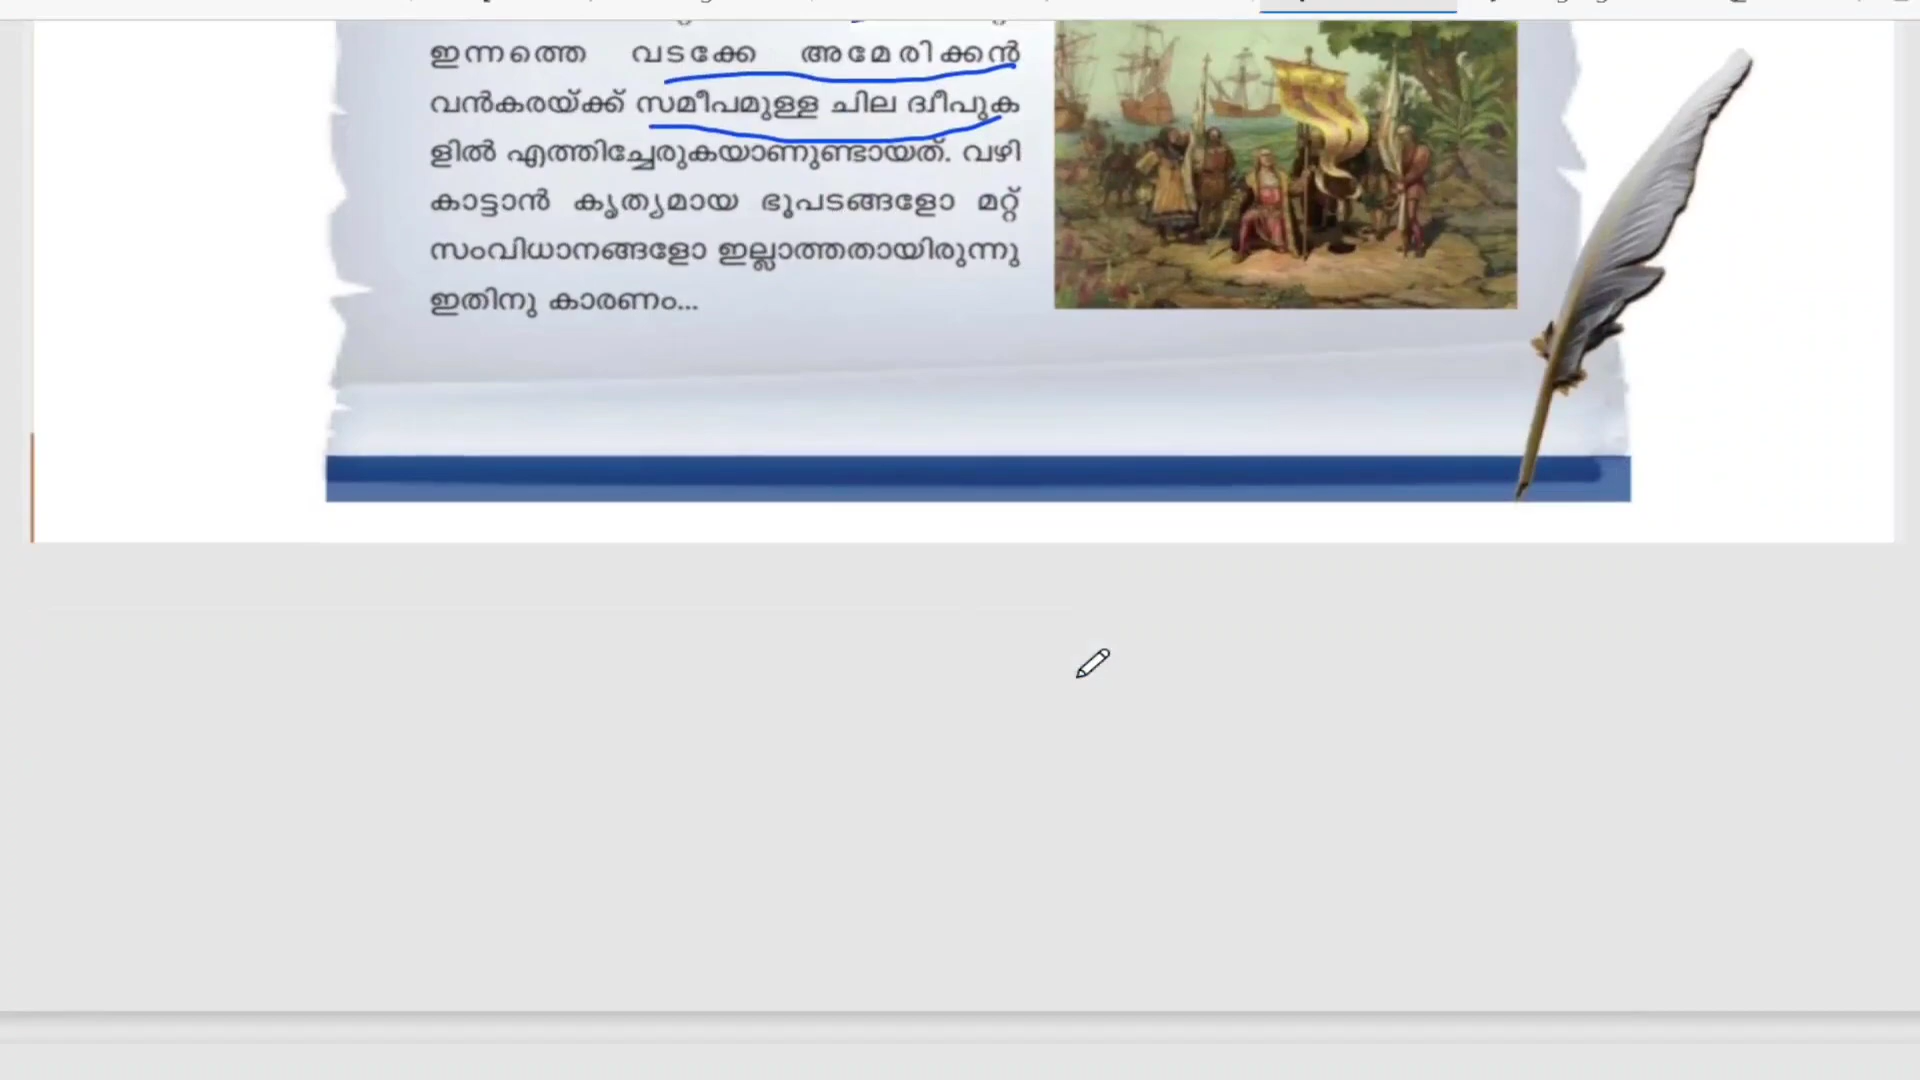 ഇന്നത്തെ വടക്കേ അമേരിക്കൻ
വൻകരയ്ക്ക് സമീപമുള്ള ചില ദ്വീപുക
ളിൽ എത്തിച്ചേരുകയാണുണ്ടായത്. വഴി
കാട്ടാൻ കൃത്യമായ ഭൂപടങ്ങളോ മറ്റ്
സംവിധാനങ്ങളോ ഇല്ലാത്തതായിരുന്നു
ഇതിനു കാരണം...